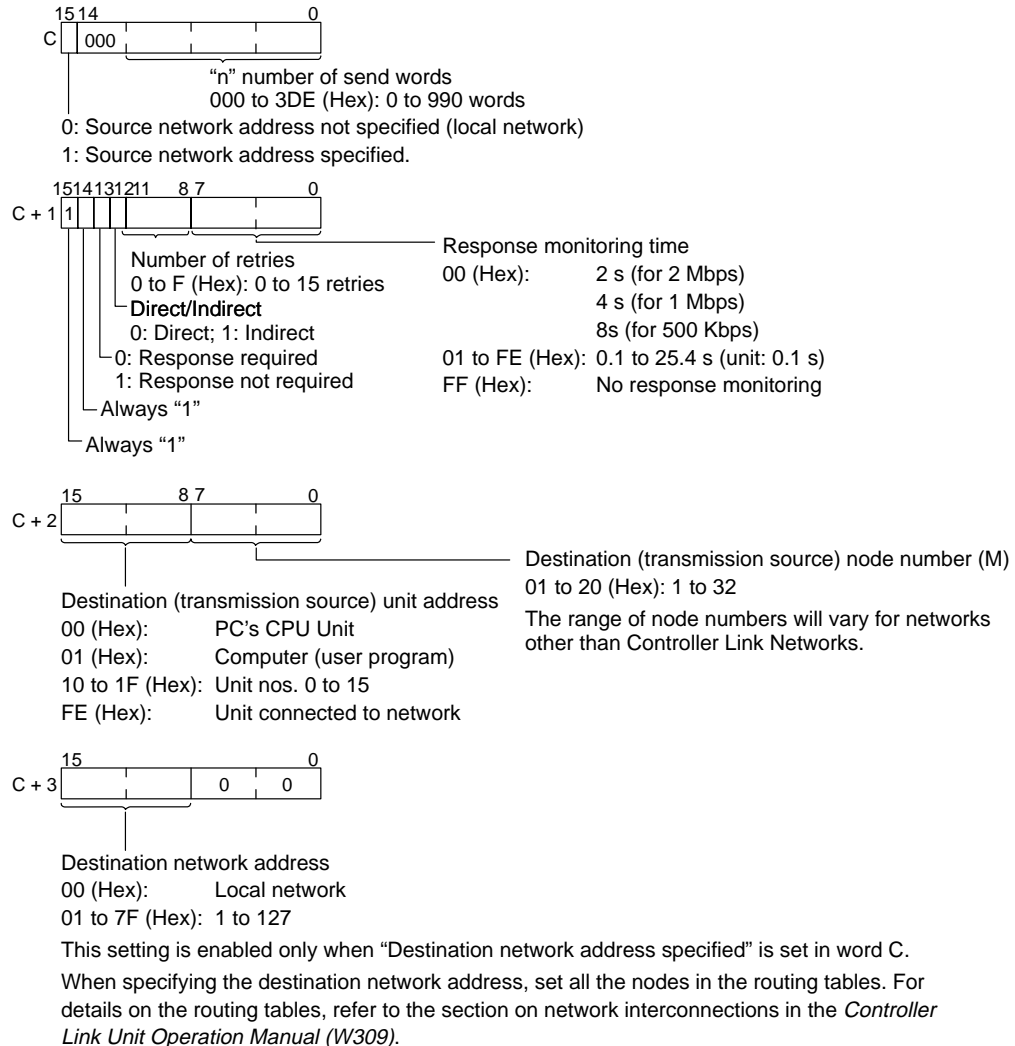 15 14 0
C 000
“n” number of send words
000 to 3DE (Hex): 0 to 990 words
0: Source network address not specified (local network)
1: Source network address specified.
15 14 13 12 11 8 7 0
C + 1 1
Number of retries
0 to F (Hex): 0 to 15 retries
Direct/Indirect
0: Direct; 1: Indirect
0: Response required
1: Response not required
Always “1”
Always “1”
Response monitoring time
00 (Hex): 2 s (for 2 Mbps)
4 s (for 1 Mbps)
8s (for 500 Kbps)
01 to FE (Hex): 0.1 to 25.4 s (unit: 0.1 s)
FF (Hex): No response monitoring
15 8 7 0
C + 2
Destination (transmission source) node number (M)
01 to 20 (Hex): 1 to 32
The range of node numbers will vary for networks
other than Controller Link Networks.
Destination (transmission source) unit address
00 (Hex): PC's CPU Unit
01 (Hex): Computer (user program)
10 to 1F (Hex): Unit nos. 0 to 15
FE (Hex): Unit connected to network
15 0
C + 3 0 0
Destination network address
00 (Hex): Local network
01 to 7F (Hex): 1 to 127
This setting is enabled only when “Destination network address specified” is set in word C.
When specifying the destination network address, set all the nodes in the routing tables. For
details on the routing tables, refer to the section on network interconnections in the Controller
Link Unit Operation Manual (W309).